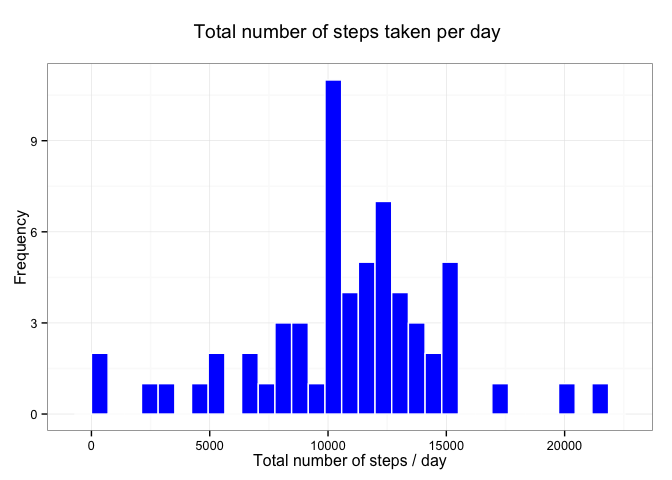 Total number of steps taken per day
Frequency
9
6
3
0
0 5000 10000 15000 20000
Total number of steps / day